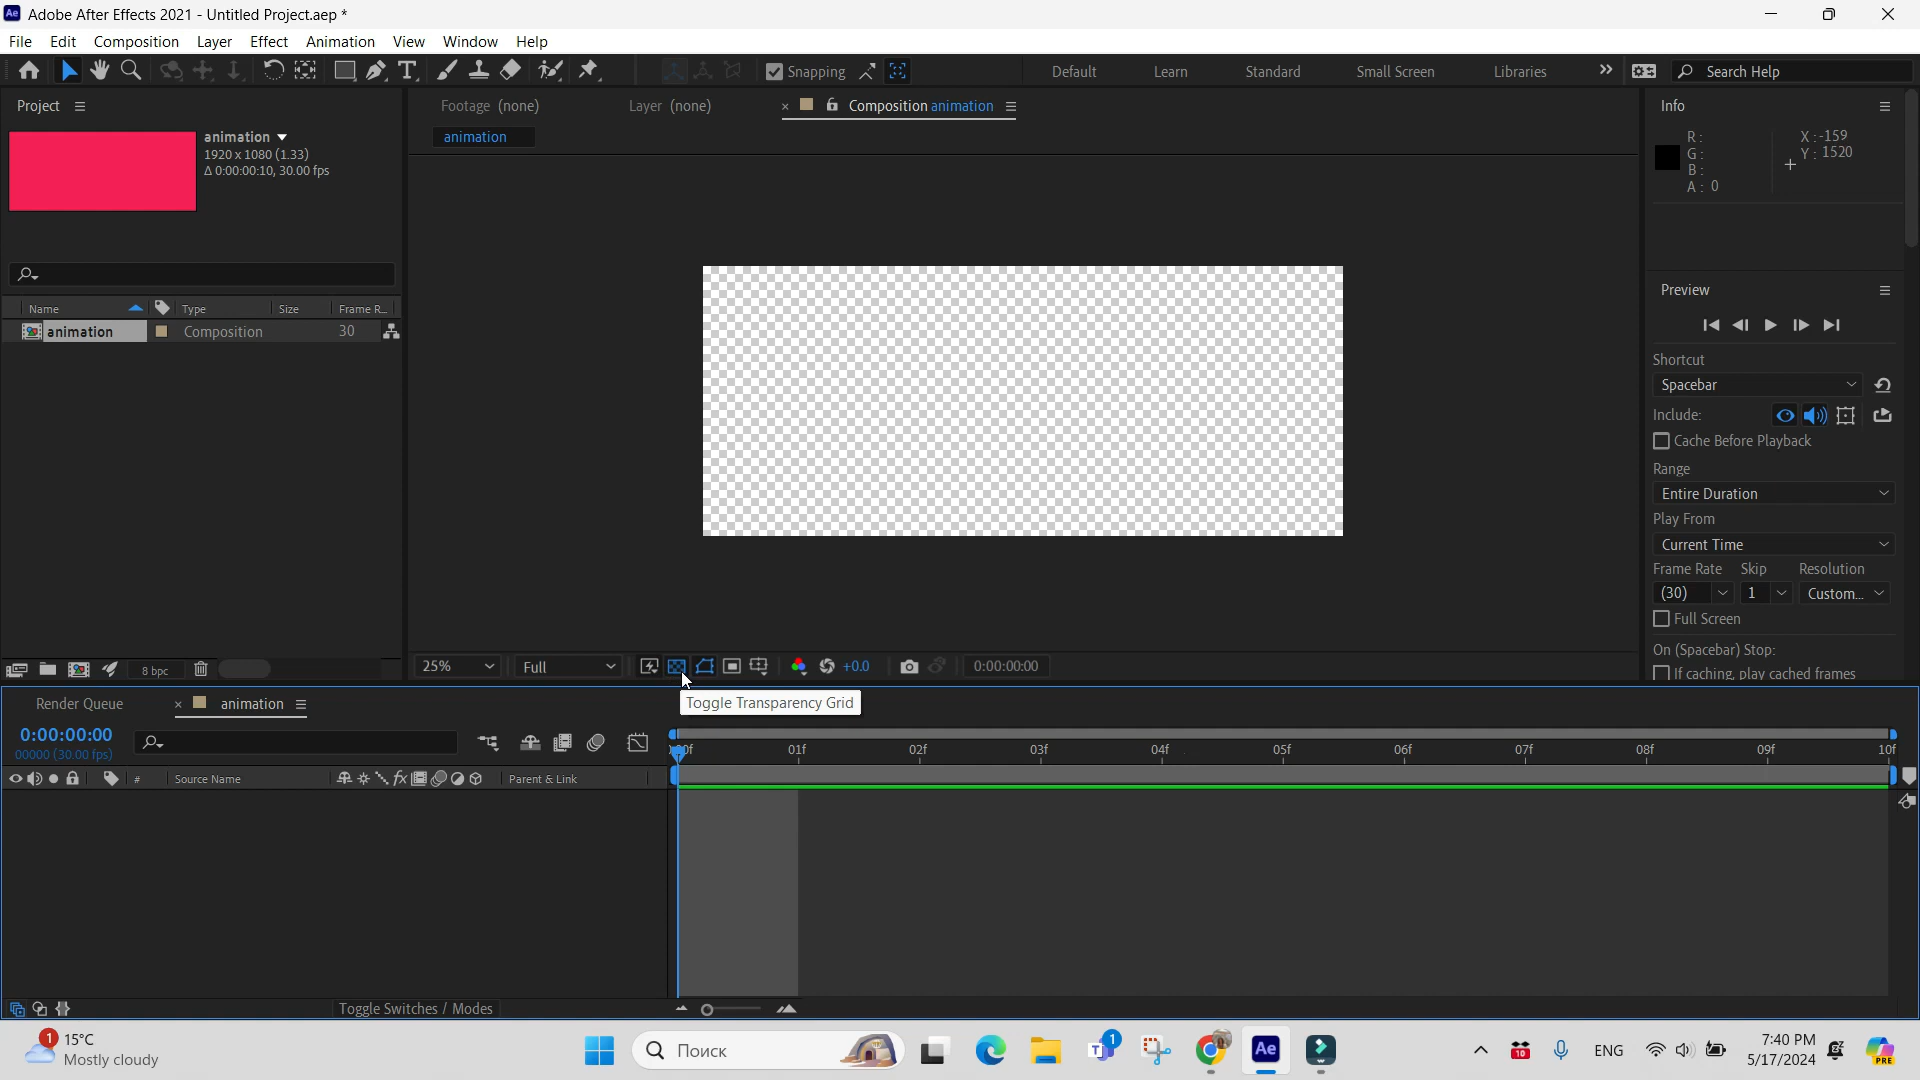 Ae Adobe After Effects 2021 - Untitled Project.aep *
File Edit Composition Layer Effect Animation View Window Help
Snapping Default Learn Standard Small Screen Libraries Search Help
Project
animation
1920 x 1080 (1.33)
Δ 0:00:00:10, 30.00 fps
Name Type Size Frame R...
animation Composition 30
8 bpc
Footage (none) Layer (none) × Composition animation
animation
25% Full +0.0 0:00:00:00
Toggle Transparency Grid
Info
R:
G:
B:
A: 0
X:-159
Y: 1520
Preview
Shortcut
Spacebar
Include:
Cache Before Playback
Range
Entire Duration
Play From
Current Time
Frame Rate Skip Resolution
(30) 1 Custom...
Full Screen
On (Spacebar) Stop:
If caching, play cached frames
Render Queue × animation
0:00:00:00
00000 (30.00 fps)
# Source Name fx Parent & Link
01f 02f 03f 04f 05f 06f 07f 08f 09f 10f
Toggle Switches / Modes
1 15°C
Mostly cloudy
Поиск
1
Ae
10
ENG
7:40 PM
5/17/2024
PRE